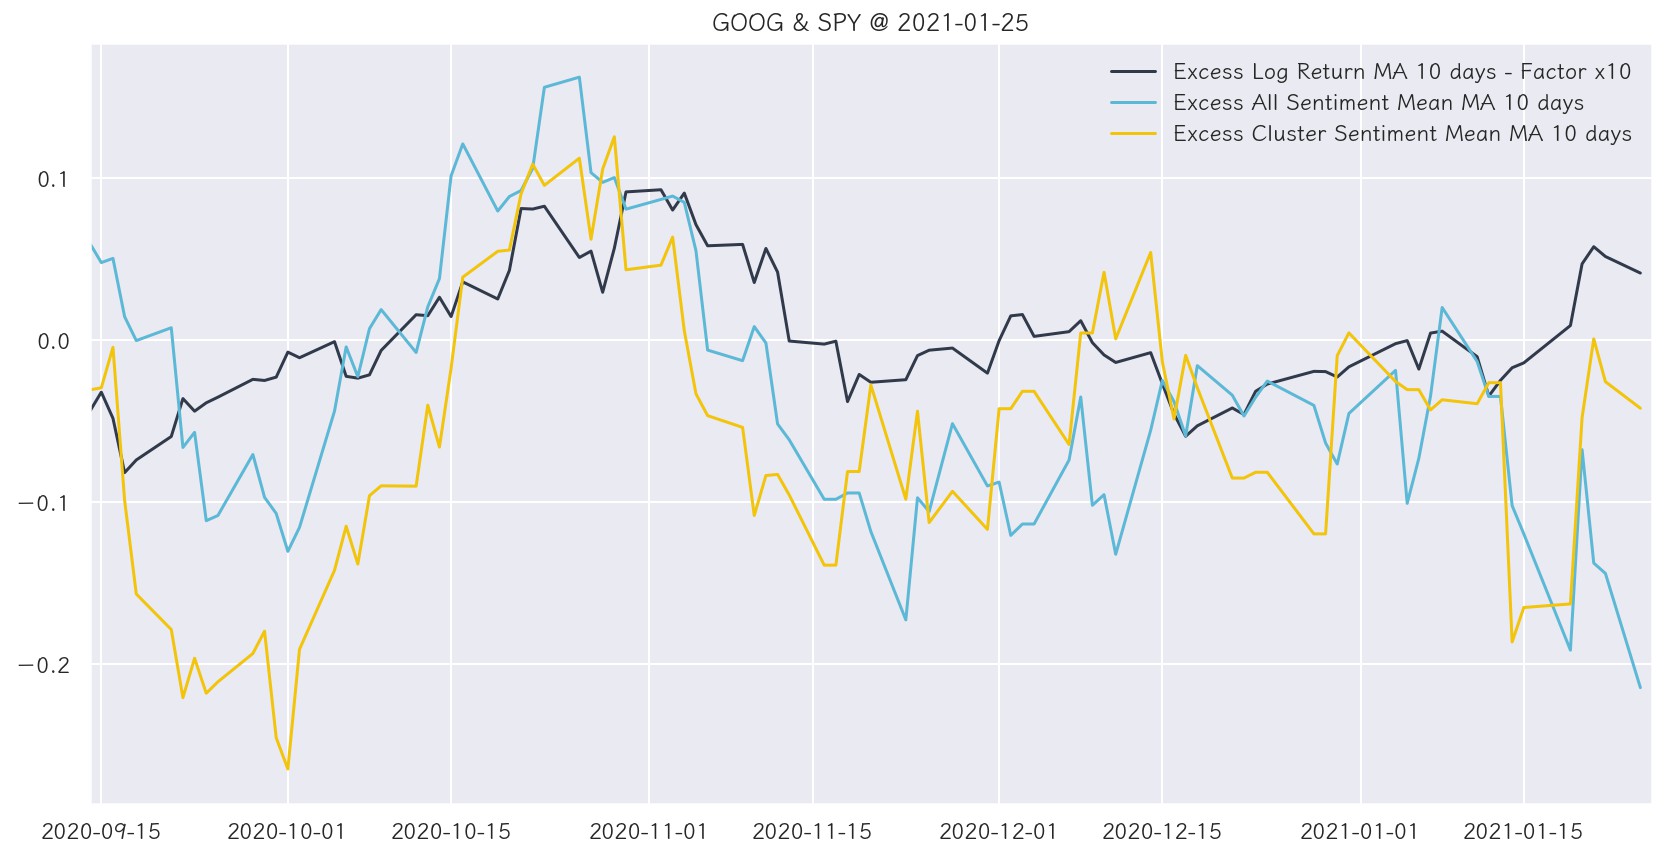 GOOG & SPY @ 2021-01-25
Excess Log Return MA 10 days - Factor x10
Excess All Sentiment Mean MA 10 days
Excess Cluster Sentiment Mean MA 10 days
0.1
0.0
−0.1
−0.2
2020-09-15 2020-10-01 2020-10-15 2020-11-01 2020-11-15 2020-12-01 2020-12-15 2021-01-01 2021-01-15